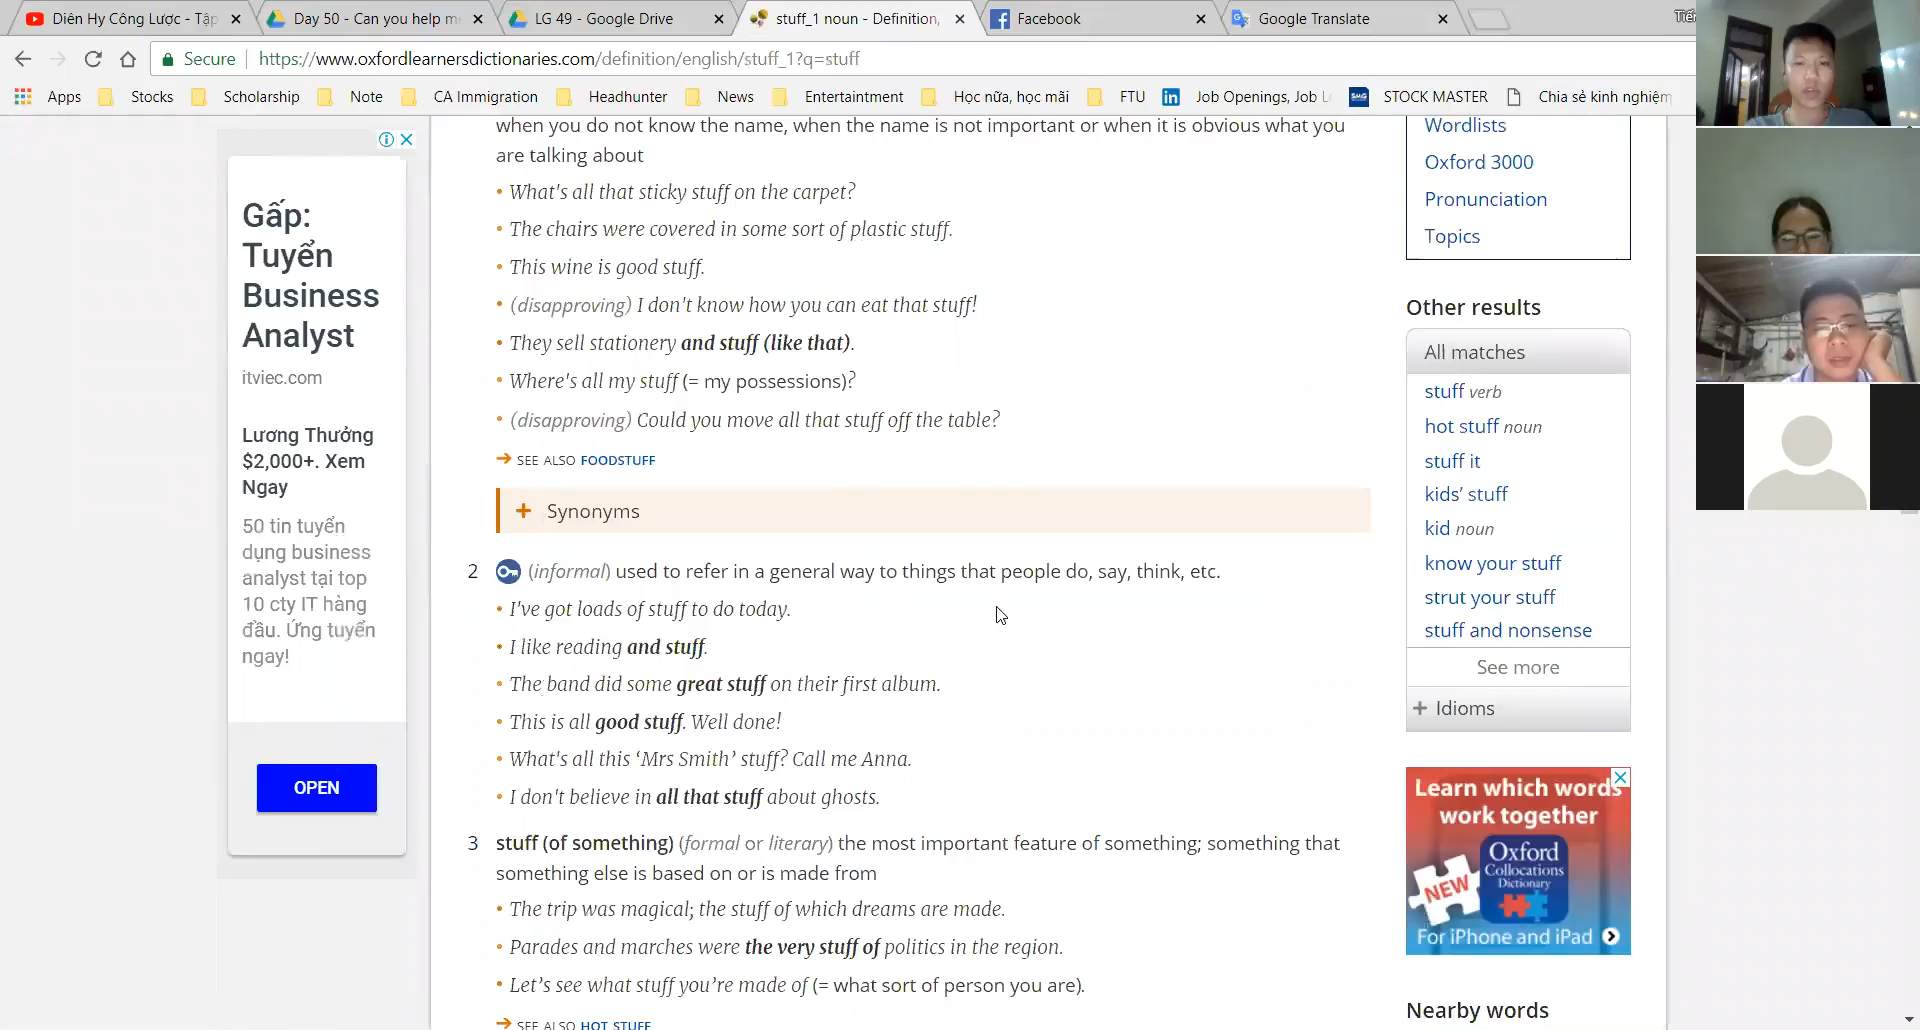 Diên Hy Công Lược - Tập
Day 50 - Can you help m
LG 49 - Google Drive
stuff_1 noun - Definition,
Facebook
Google Translate
Secure
https://www.oxfordlearnersdictionaries.com/definition/english/stuff_1?q=stuff
Apps
Stocks
Scholarship
Note
CA Immigration
Headhunter
News
Entertaintment
Học nữa, học mãi
FTU
Job Openings, Job L
SMG
STOCK MASTER
Chia sẻ kinh nghiệm
Gấp:
Tuyển
Business
Analyst
itviec.com
Lương Thưởng
$2,000+. Xem
Ngay
50 tin tuyển
dụng business
analyst tại top
10 cty IT hàng
đầu. Ứng tuyển
ngay!
OPEN
when you do not know the name, when the name is not important or when it is obvious what you
are talking about
• What's all that sticky stuff on the carpet?
• The chairs were covered in some sort of plastic stuff.
• This wine is good stuff.
• (disapproving) I don't know how you can eat that stuff!
• They sell stationery and stuff (like that).
• Where's all my stuff (= my possessions)?
• (disapproving) Could you move all that stuff off the table?
→ SEE ALSO FOODSTUFF
+ Synonyms
2 (informal) used to refer in a general way to things that people do, say, think, etc.
• I've got loads of stuff to do today.
• I like reading and stuff.
• The band did some great stuff on their first album.
• This is all good stuff. Well done!
• What's all this ‘Mrs Smith’ stuff? Call me Anna.
• I don't believe in all that stuff about ghosts.
3 stuff (of something) (formal or literary) the most important feature of something; something that
something else is based on or is made from
• The trip was magical; the stuff of which dreams are made.
• Parades and marches were the very stuff of politics in the region.
• Let’s see what stuff you’re made of (= what sort of person you are).
→ SEE ALSO HOT STUFF
Wordlists
Oxford 3000
Pronunciation
Topics
Other results
All matches
stuff verb
hot stuff noun
stuff it
kids’ stuff
kid noun
know your stuff
strut your stuff
stuff and nonsense
See more
+ Idioms
Learn which words
work together
NEW
Oxford
Collocations
Dictionary
For iPhone and iPad
Nearby words